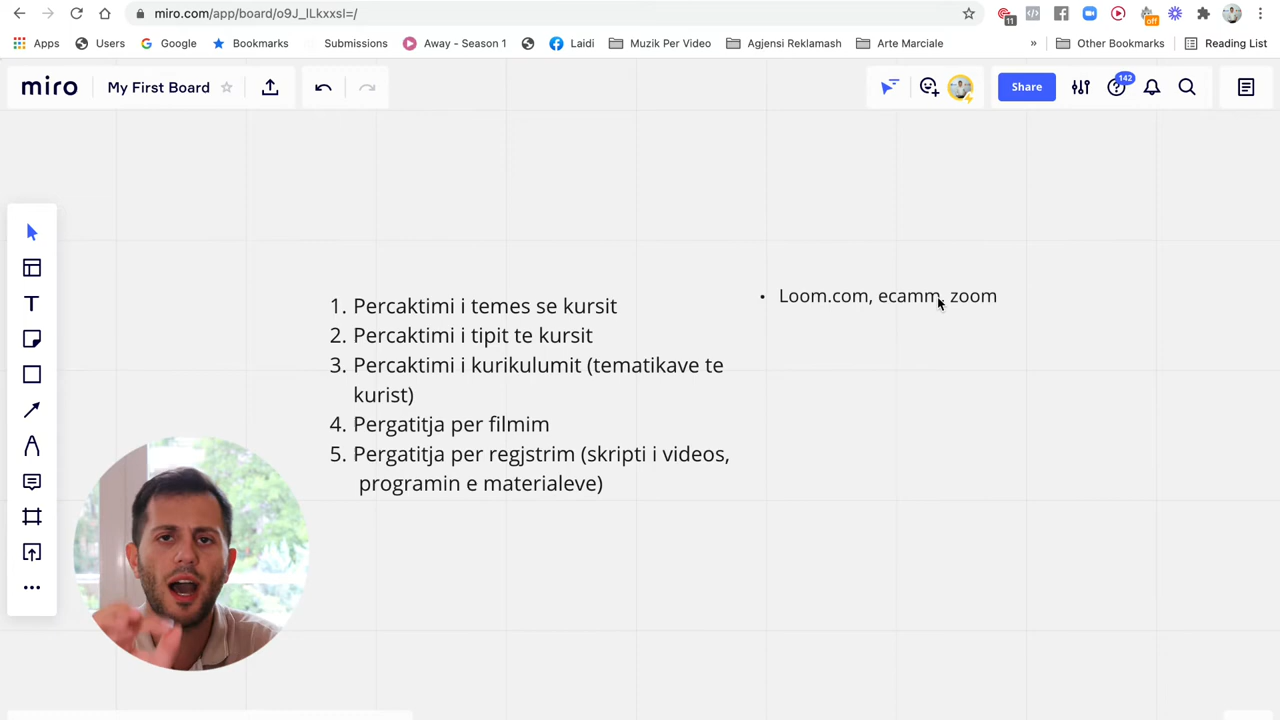 miro.com/app/board/o9J_lLkxxsI=/
11
off
Apps
Users
Google
Bookmarks
Submissions
Away - Season 1
Laidi
Muzik Per Video
Agjensi Reklamash
Arte Marciale
»
Other Bookmarks
Reading List
miro
My First Board
Share
142
1. Percaktimi i temes se kursit
2. Percaktimi i tipit te kursit
3. Percaktimi i kurikulumit (tematikave te
kurist)
4. Pergatitja per filmim
5. Pergatitja per regjstrim (skripti i videos,
programin e materialeve)
• Loom.com, ecamm, zoom